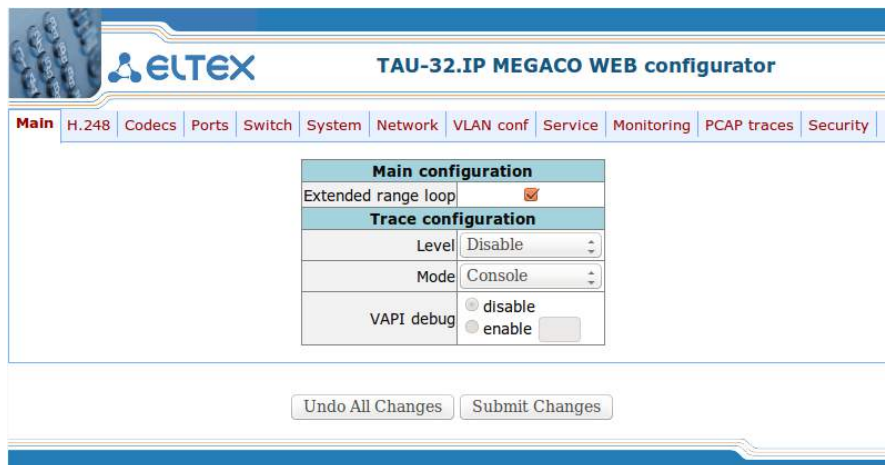 ELTEX
TAU-32.IP MEGACO WEB configurator
Main H.248 Codecs Ports Switch System Network VLAN conf Service Monitoring PCAP traces Security
Main configuration
Extended range loop
Trace configuration
Level Disable
Mode Console
VAPI debug
disable
enable
Undo All Changes Submit Changes